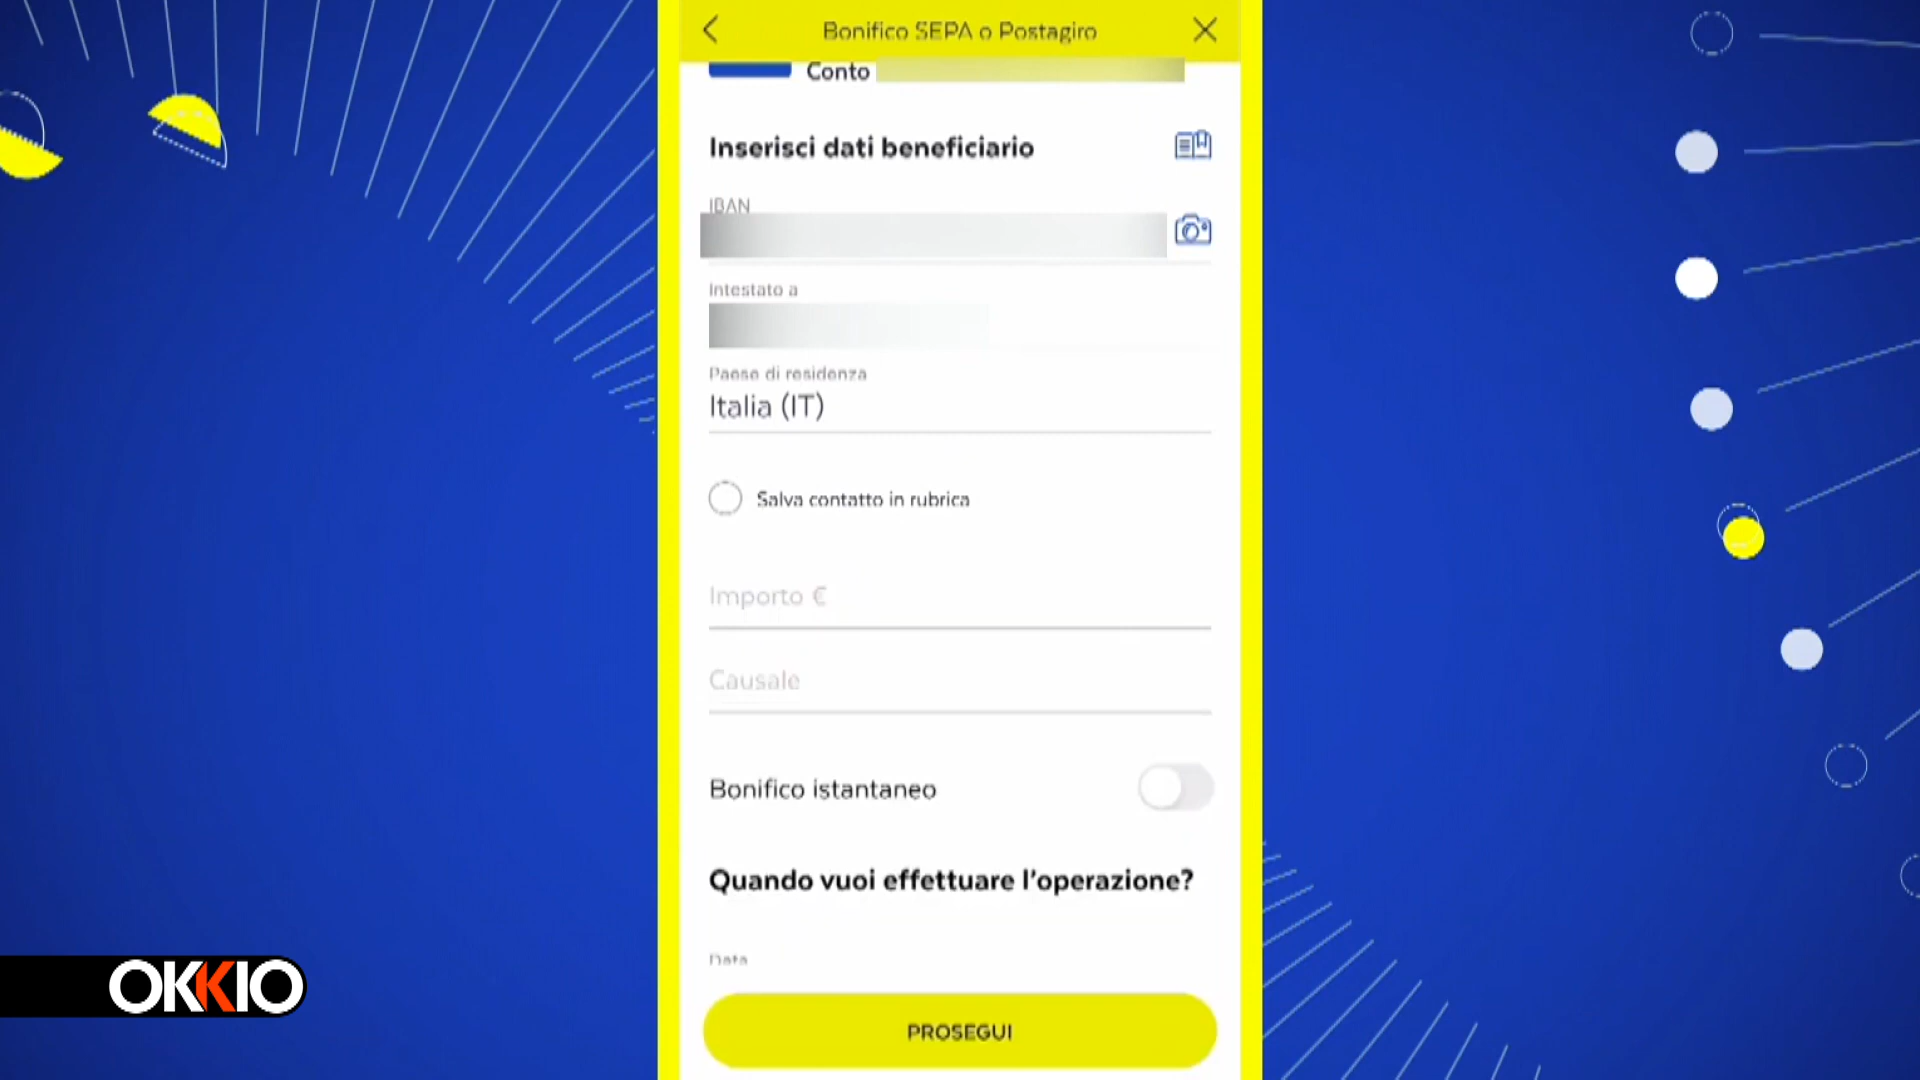 Bonifico SEPA o Postagiro
Conto
Inserisci dati beneficiario
IBAN
Intestato a
Paese di residenza
Italia (IT)
Salva contatto in rubrica
Importo €
Causale
Bonifico istantaneo
Quando vuoi effettuare l'operazione?
Data
PROSEGUI
OKKIO